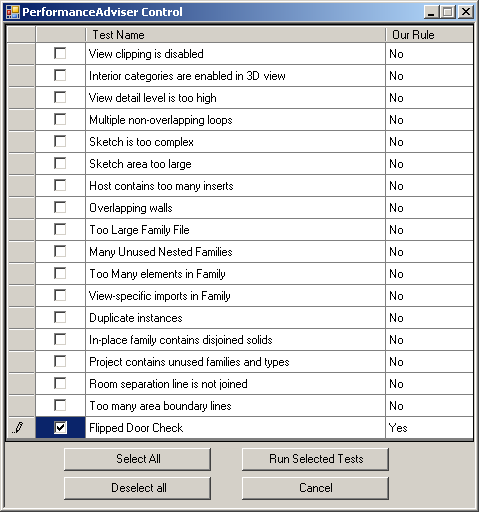 PerformanceAdviser Control
Test Name Our Rule
View clipping is disabled No
Interior categories are enabled in 3D view No
View detail level is too high No
Multiple non-overlapping loops No
Sketch is too complex No
Sketch area too large No
Host contains too many inserts No
Overlapping walls No
Too Large Family File No
Many Unused Nested Families No
Too Many elements in Family No
View-specific imports in Family No
Duplicate instances No
In-place family contains disjoined solids No
Project contains unused families and types No
Room separation line is not joined No
Too many area boundary lines No
Flipped Door Check Yes
Select All Run Selected Tests
Deselect all Cancel